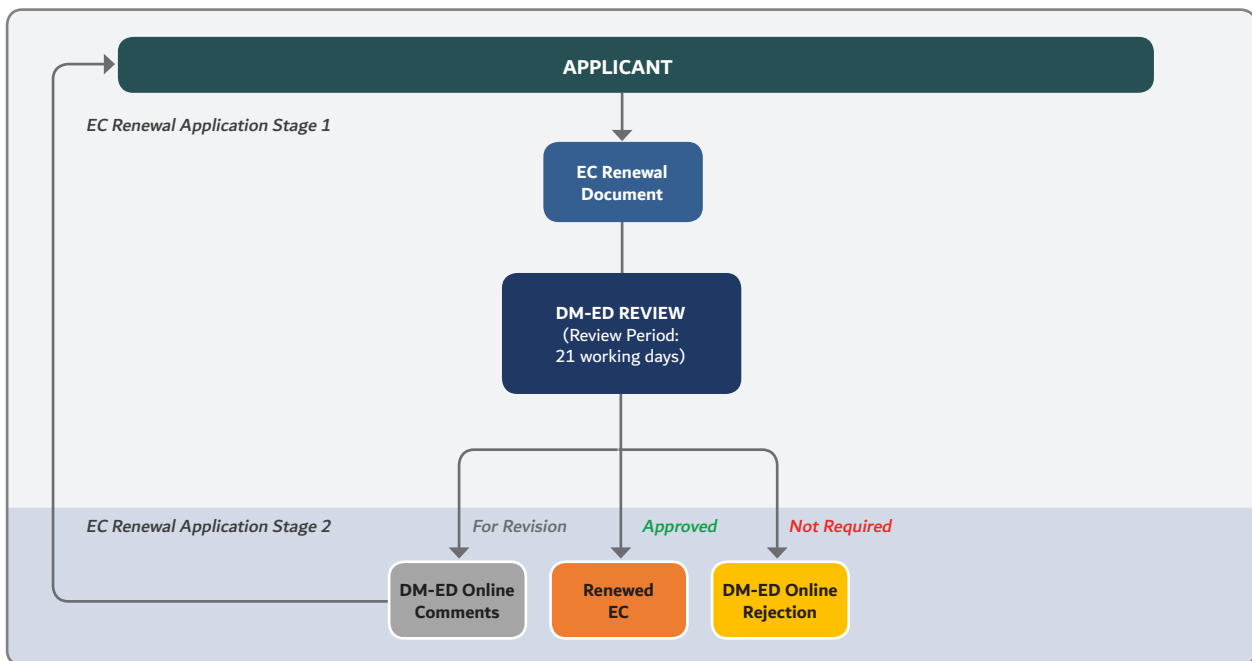 APPLICANT
EC Renewal Application Stage 1
EC Renewal
Document
DM-ED REVIEW
(Review Period:
21 working days)
EC Renewal Application Stage 2
For Revision
Approved
Not Required
DM-ED Online
Comments
Renewed
EC
DM-ED Online
Rejection